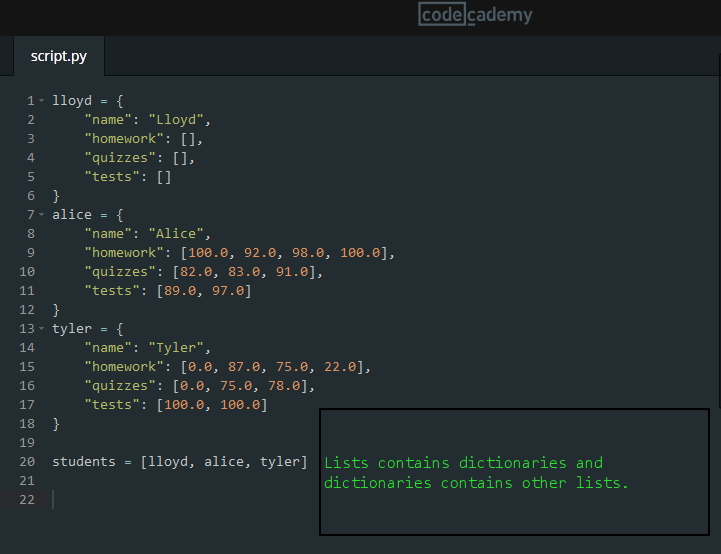 codecademy
script.py
1 lloyd = {
2 "name": "Lloyd",
3 "homework": [],
4 "quizzes": [],
5 "tests": []
6 }
7 alice = {
8 "name": "Alice",
9 "homework": [100.0, 92.0, 98.0, 100.0],
10 "quizzes": [82.0, 83.0, 91.0],
11 "tests": [89.0, 97.0]
12 }
13 tyler = {
14 "name": "Tyler",
15 "homework": [0.0, 87.0, 75.0, 22.0],
16 "quizzes": [0.0, 75.0, 78.0],
17 "tests": [100.0, 100.0]
18 }
19
20 students = [lloyd, alice, tyler]
21
22
Lists contains dictionaries and
dictionaries contains other lists.